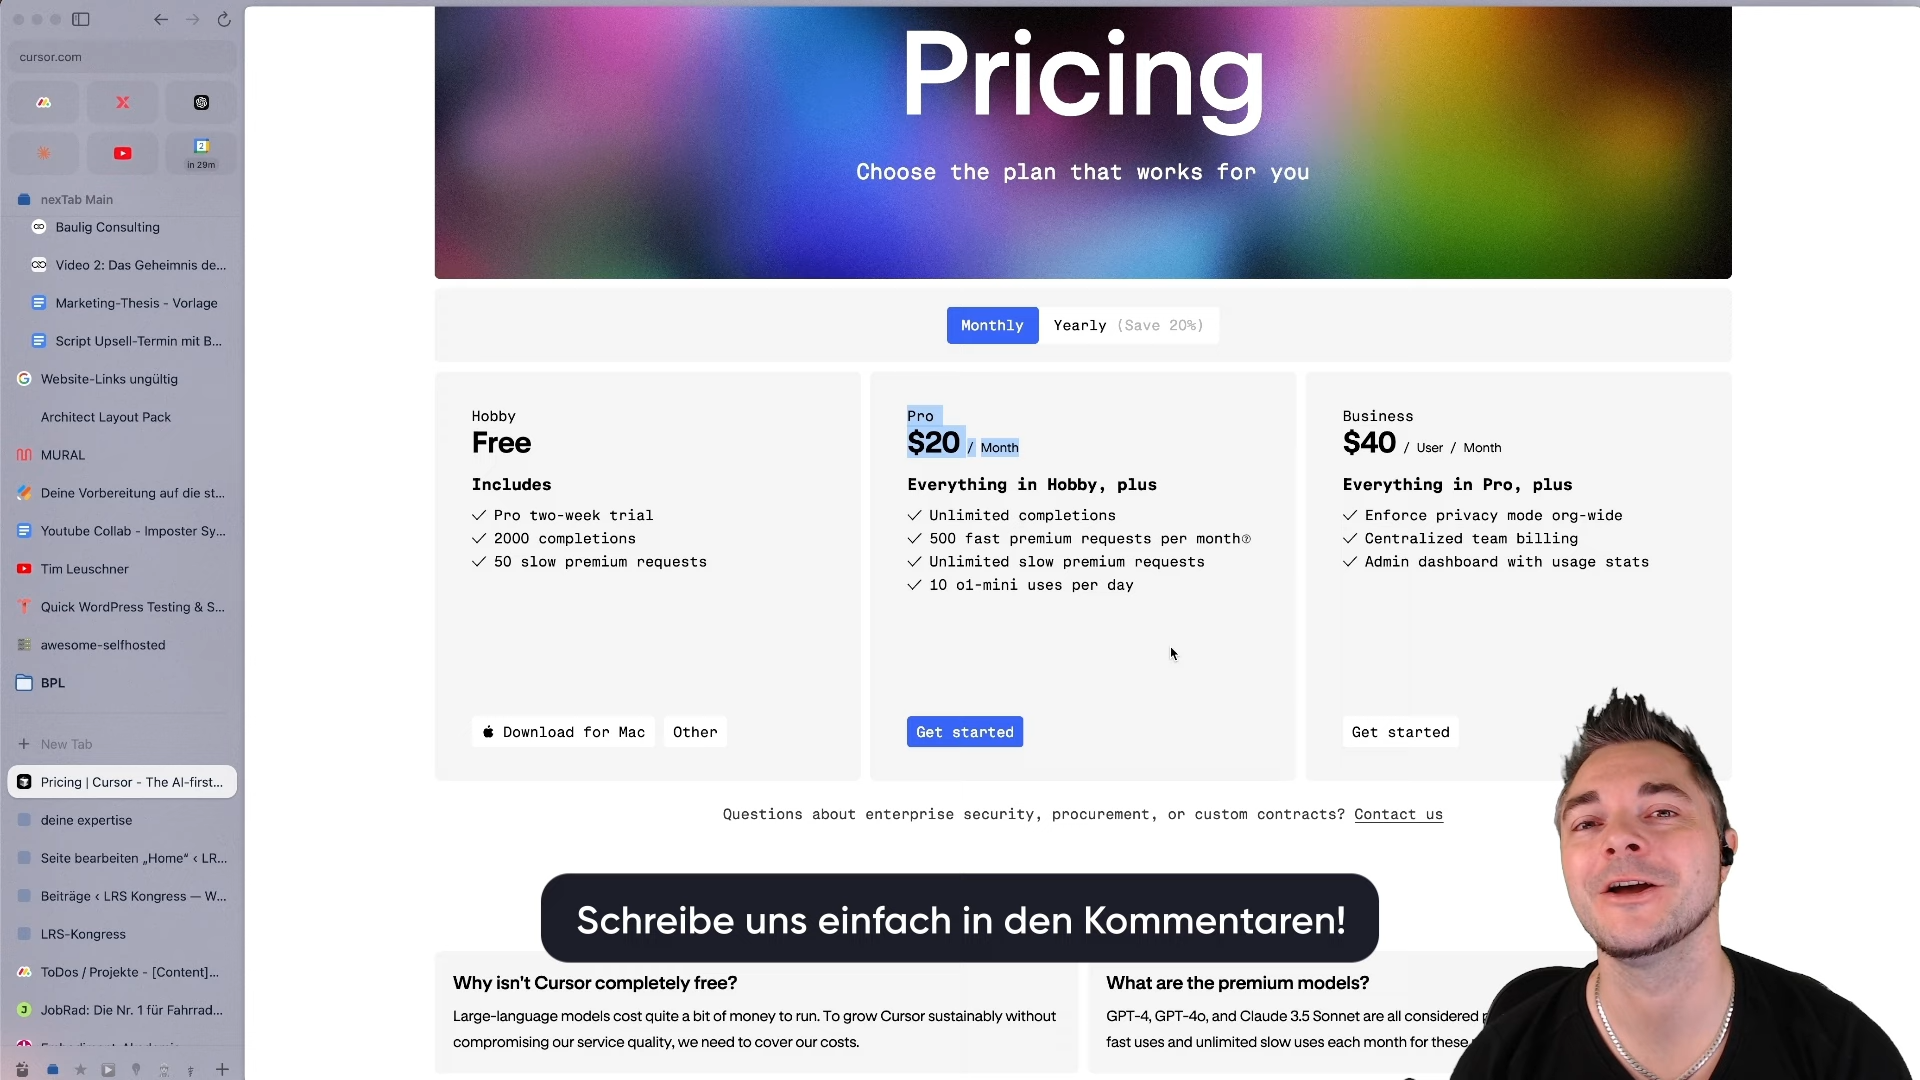 cursor.com
in 29m
nexTab Main
Baulig Consulting
Video 2: Das Geheimnis de...
Marketing-Thesis - Vorlage
Script Upsell-Termin mit B...
Website-Links ungültig
Architect Layout Pack
MURAL
Deine Vorbereitung auf die st...
Youtube Collab - Imposter Sy...
Tim Leuschner
Quick WordPress Testing & S...
awesome-selfhosted
BPL
New Tab
Pricing | Cursor - The AI-first...
deine expertise
Seite bearbeiten „Home“ ‹ LR...
Beiträge ‹ LRS Kongress — W...
LRS-Kongress
ToDos / Projekte - [Content]...
JobRad: Die Nr. 1 für Fahrrad...
Pricing
Choose the plan that works for you
Monthly
Yearly (Save 20%)
Hobby
Free
Includes
Pro two-week trial
2000 completions
50 slow premium requests
Download for Mac
Other
Pro
$20 / Month
Everything in Hobby, plus
Unlimited completions
500 fast premium requests per month
Unlimited slow premium requests
10 o1-mini uses per day
Get started
Business
$40 / User / Month
Everything in Pro, plus
Enforce privacy mode org-wide
Centralized team billing
Admin dashboard with usage stats
Get started
Questions about enterprise security, procurement, or custom contracts? Contact us
Schreibe uns einfach in den Kommentaren!
Why isn't Cursor completely free?
Large-language models cost quite a bit of money to run. To grow Cursor sustainably without
compromising our service quality, we need to cover our costs.
What are the premium models?
GPT-4, GPT-4o, and Claude 3.5 Sonnet are all considered
fast uses and unlimited slow uses each month for these